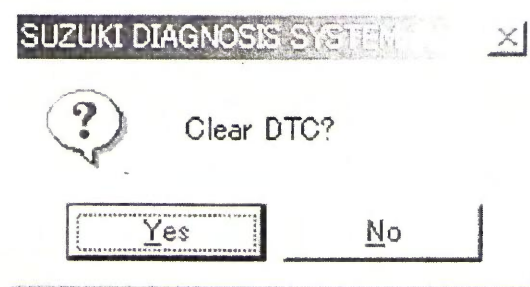 SUZUKI DIAGNOSIS SYSTEM
?
Clear DTC?
Yes
No